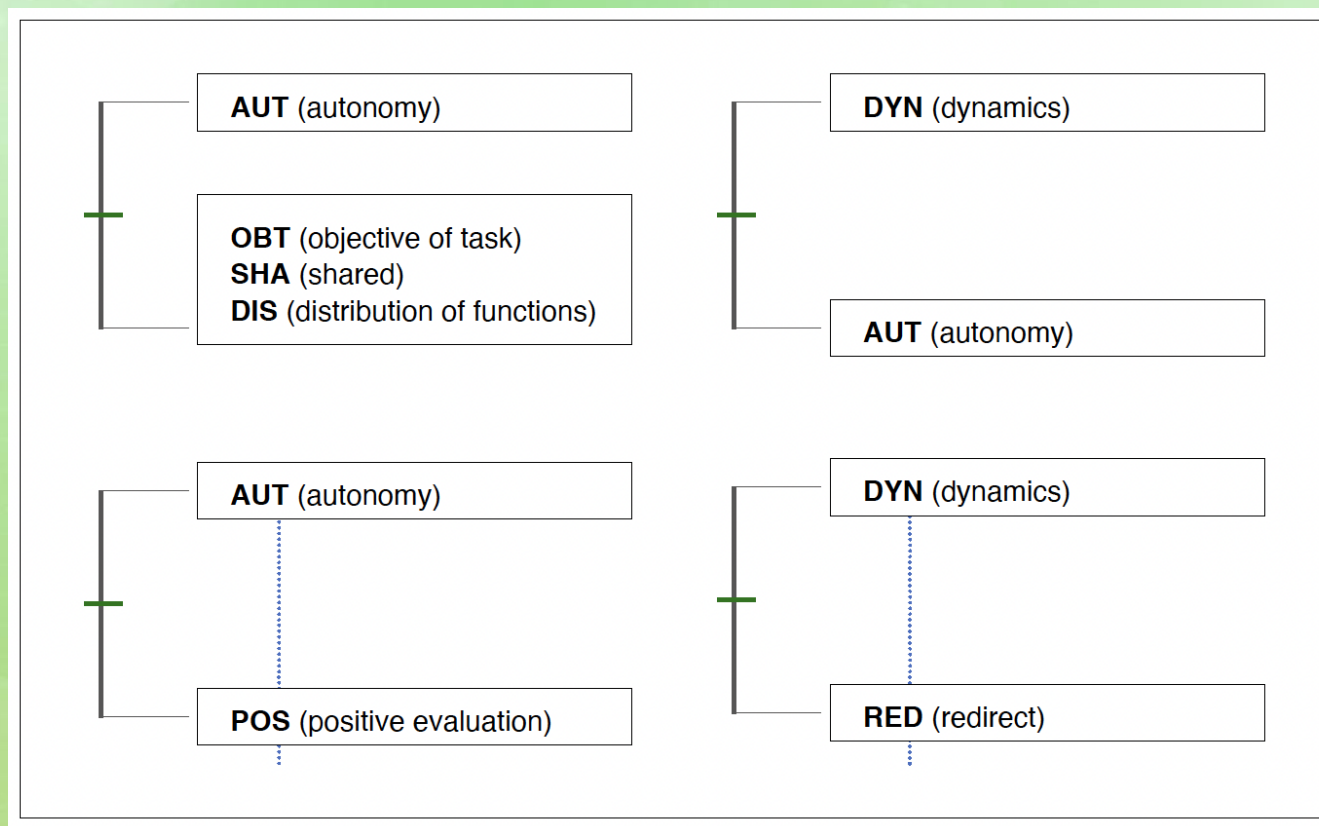 AUT (autonomy)
OBT (objective of task)
SHA (shared)
DIS (distribution of functions)
DYN (dynamics)
AUT (autonomy)
AUT (autonomy)
POS (positive evaluation)
DYN (dynamics)
RED (redirect)